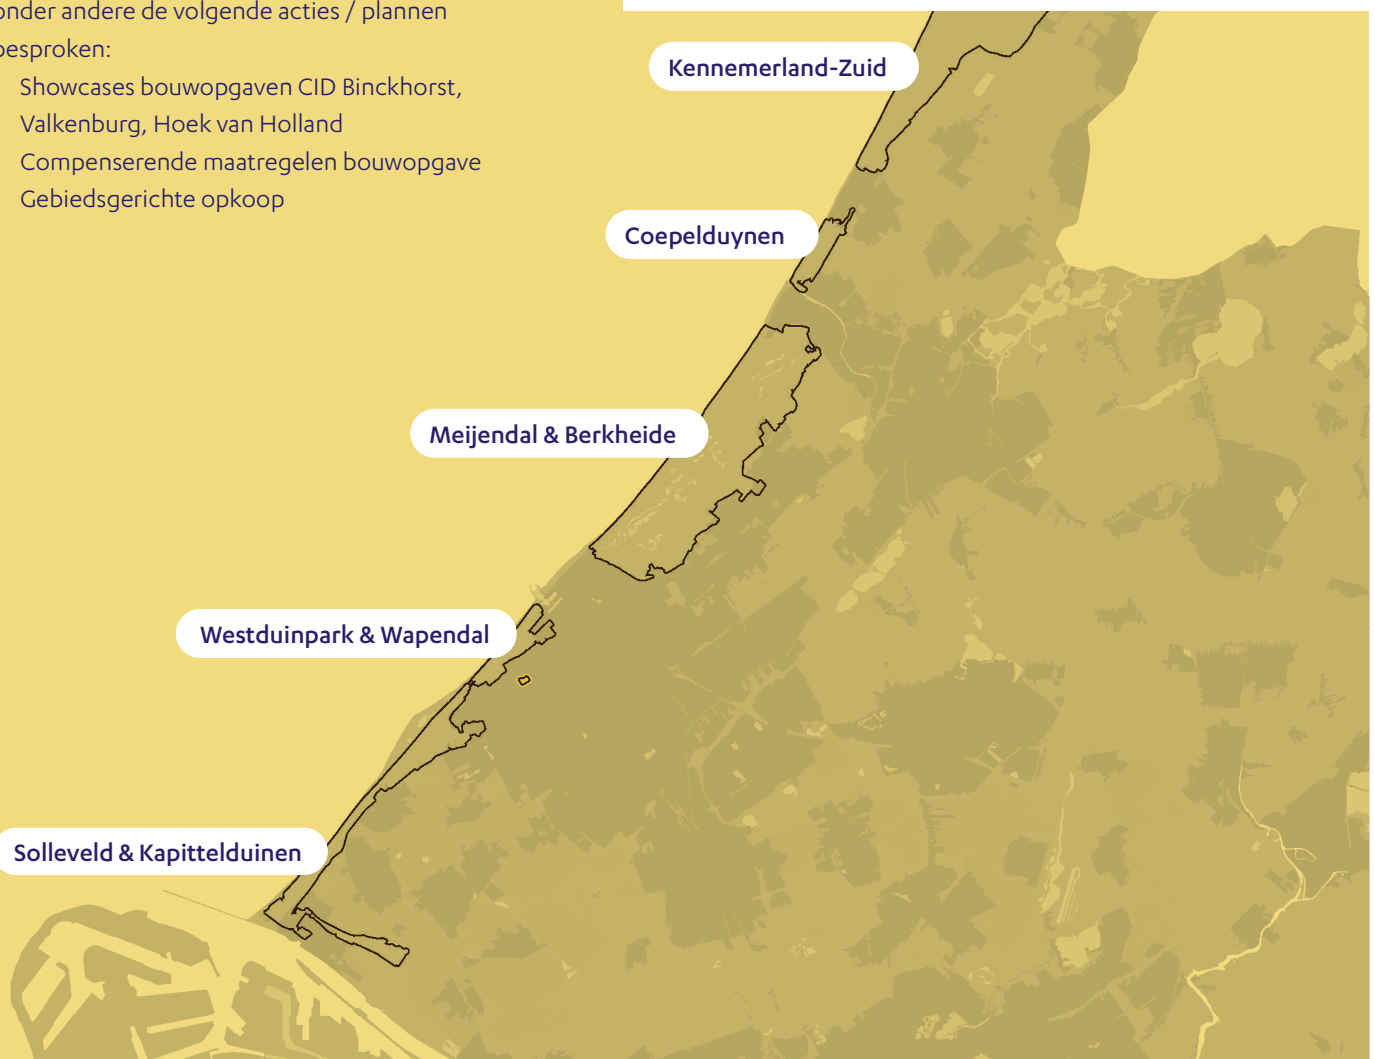 onder andere de volgende acties / plannen
besproken:
Showcases bouwopgaven CID Binckhorst,
Valkenburg, Hoek van Holland
Compenserende maatregelen bouwopgave
Gebiedsgerichte opkoop
Kennemerland-Zuid
Coepelduynen
Meijendal & Berkheide
Westduinpark & Wapendal
Solleveld & Kapittelduinen